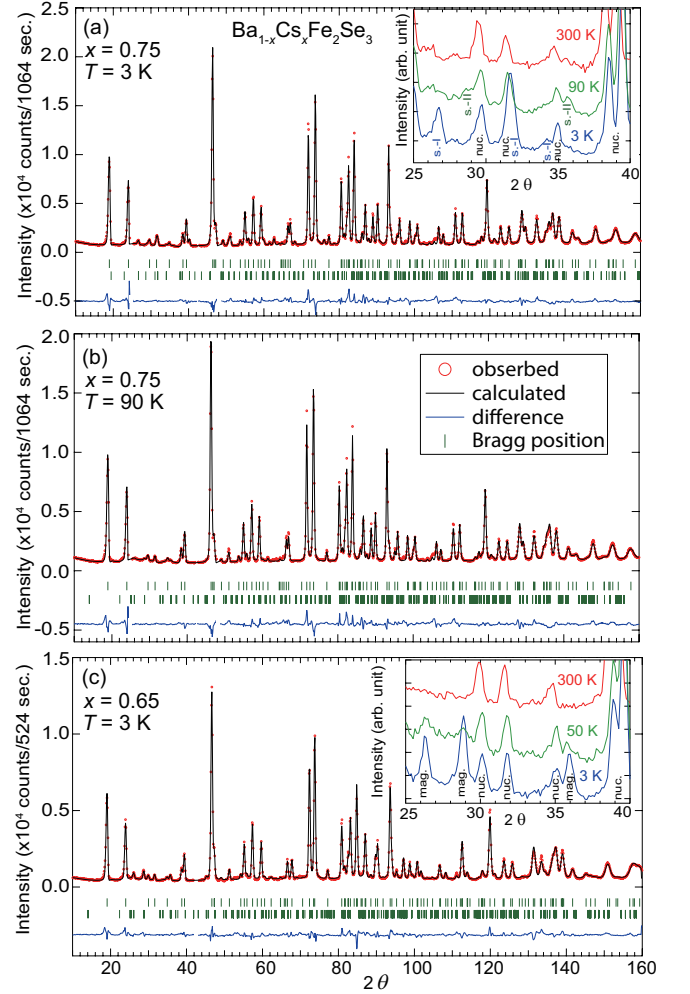 (a)
Ba1-xCsxFe2Se3
x = 0.75
T = 3 K
Intensity (x10⁴ counts/1064 sec.)
2.5
2.0
1.5
1.0
0.5
0.0
-0.5
Intensity (arb. unit)
300 K
90 K
3 K
s.-II
s.-II
s.-I
nuc.
nuc.
s.-I
s.-I
nuc.
nuc.
25 30 35 40
2 θ
(b)
x = 0.75
T = 90 K
Intensity (x10⁴ counts/1064 sec.)
2.0
1.5
1.0
0.5
0.0
-0.5
obserbed
calculated
difference
Bragg position
(c)
x = 0.65
T = 3 K
Intensity (x10⁴ counts/524 sec.)
1.5
1.0
0.5
0.0
Intensity (arb. unit)
300 K
50 K
3 K
mag.
mag.
nuc.
nuc.
nuc.
mag.
nuc.
25 30 35 40
2 θ
20 40 60 80 100 120 140 160
2 θ